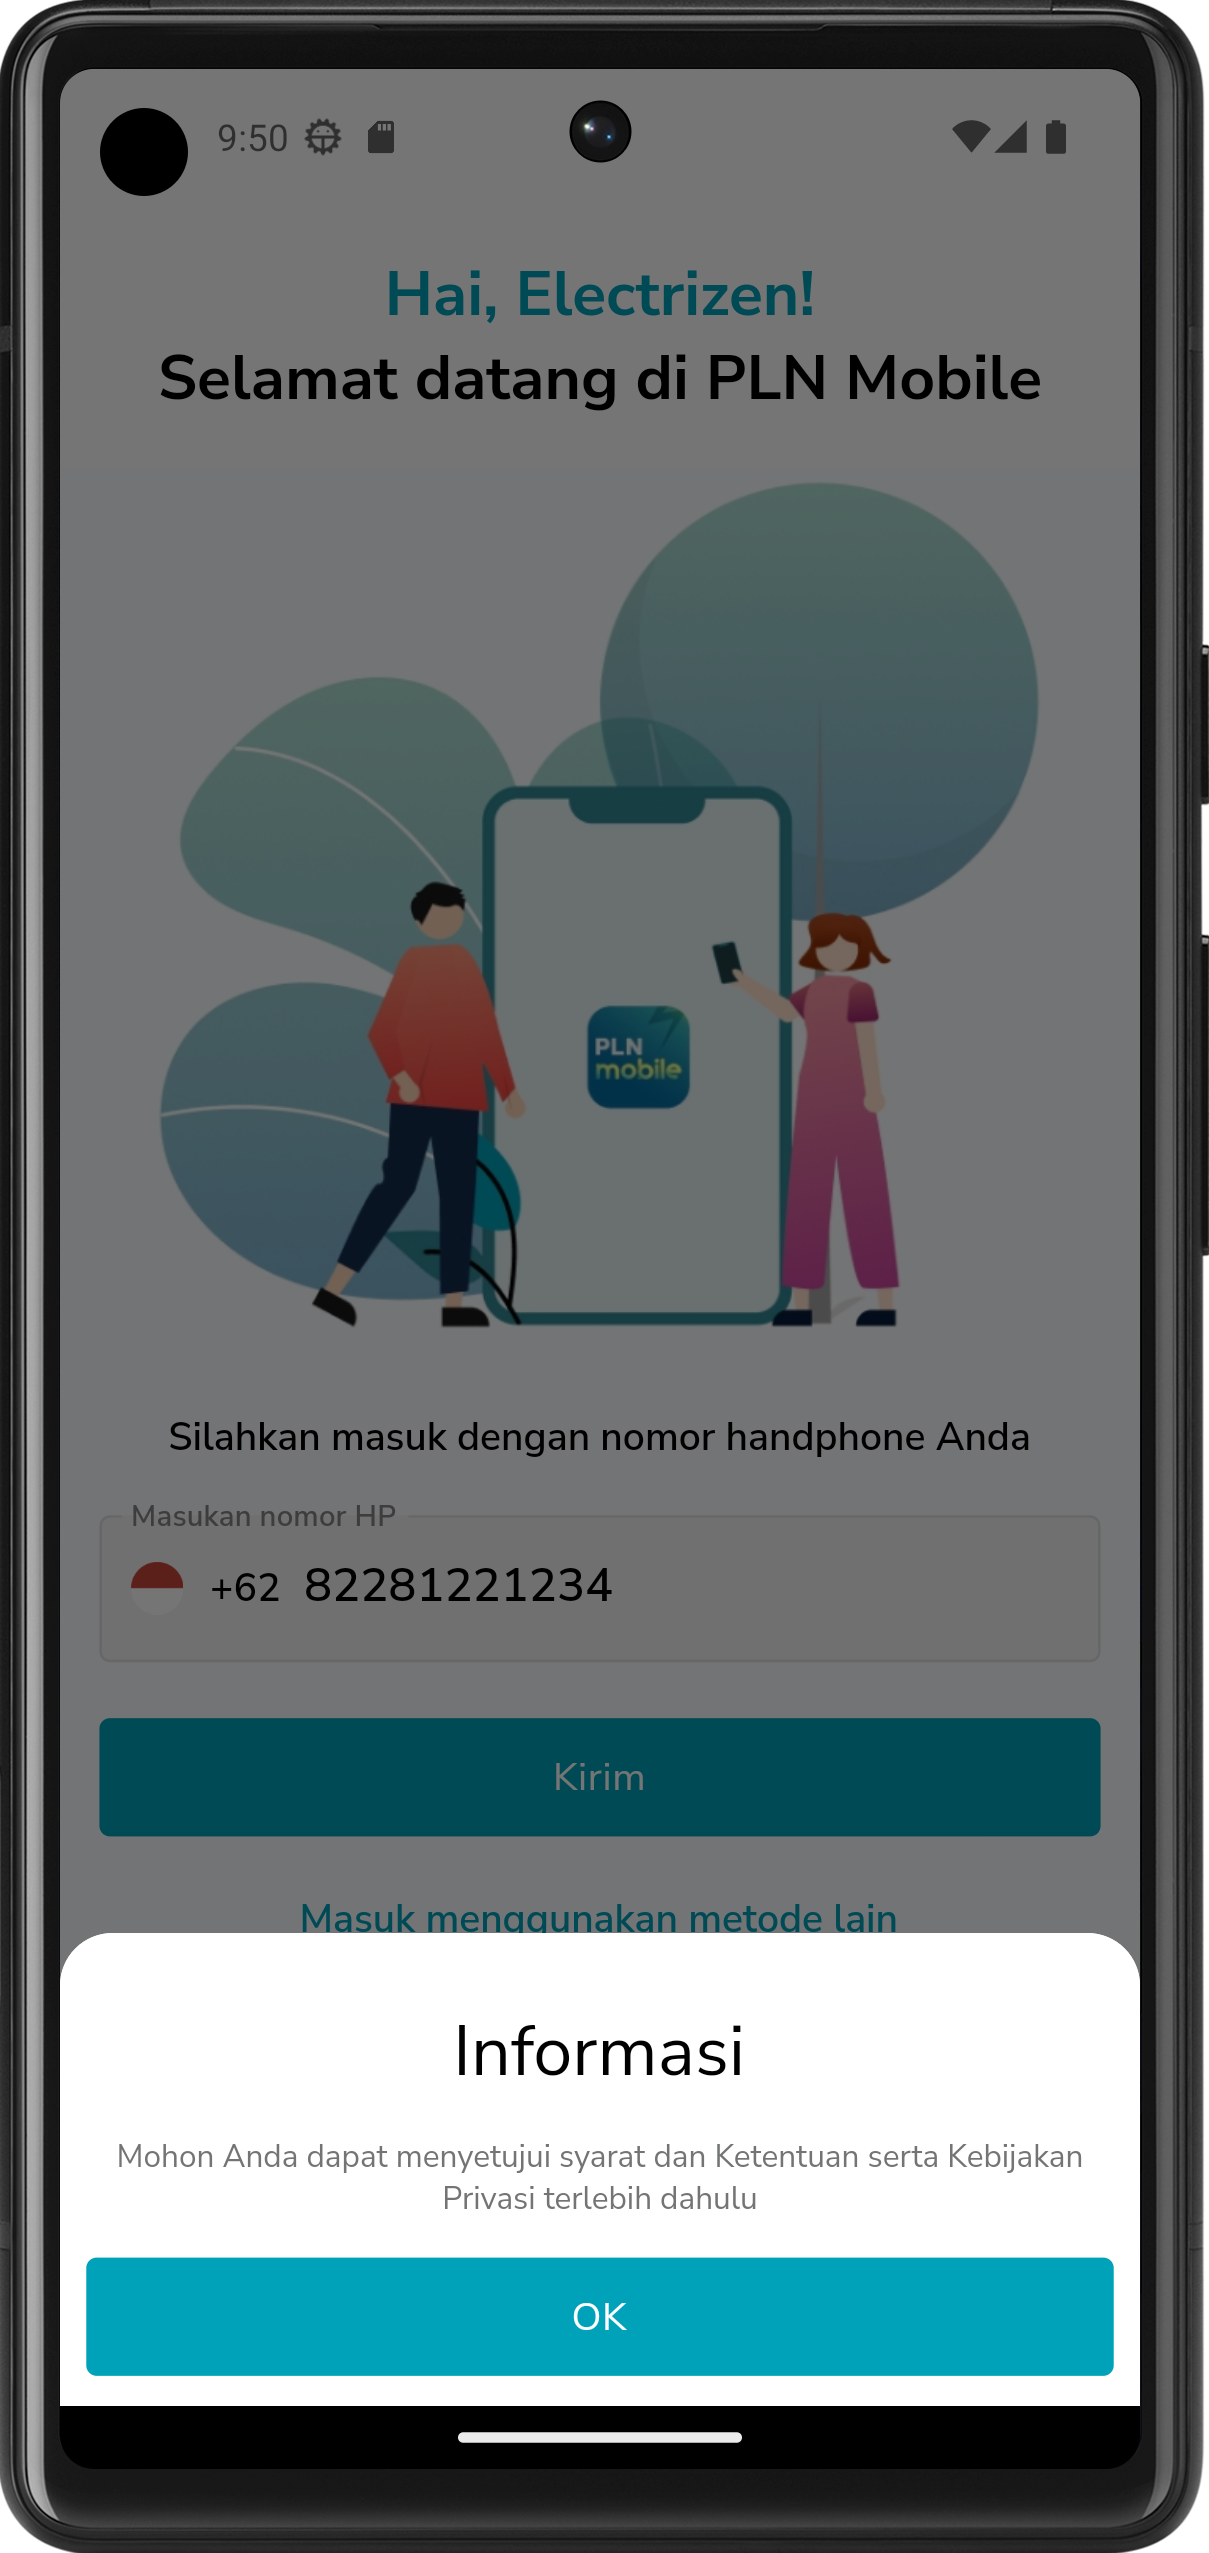 9:50
Hai, Electrizen!
Selamat datang di PLN Mobile
PLN
mobile
Silahkan masuk dengan nomor handphone Anda
Masukan nomor HP
+62 82281221234
Kirim
Masuk menggunakan metode lain
Informasi
Mohon Anda dapat menyetujui syarat dan Ketentuan serta Kebijakan
Privasi terlebih dahulu
OK